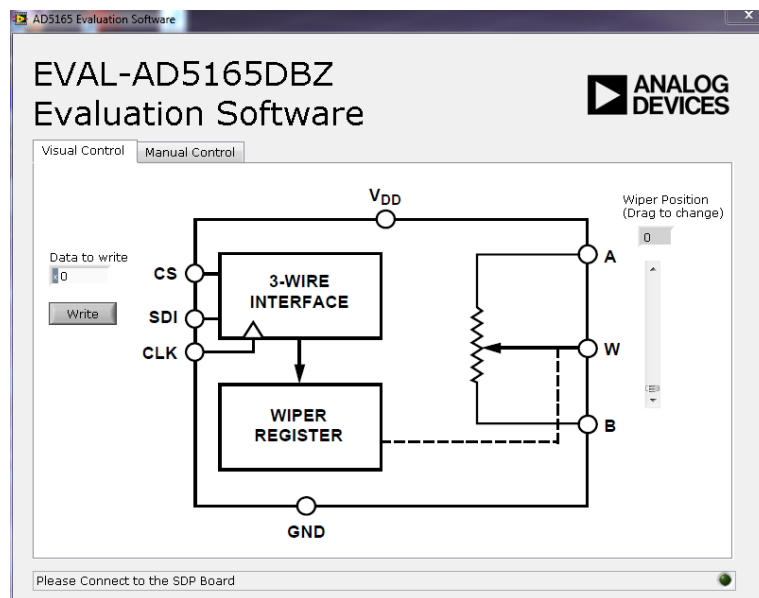 AD5165 Evaluation Software
EVAL-AD5165DBZ
Evaluation Software
ANALOG
DEVICES
Visual Control
Manual Control
VDD
Wiper Position
(Drag to change)
0
Data to write
0
Write
CS
SDI
CLK
3-WIRE
INTERFACE
A
W
B
WIPER
REGISTER
GND
Please Connect to the SDP Board